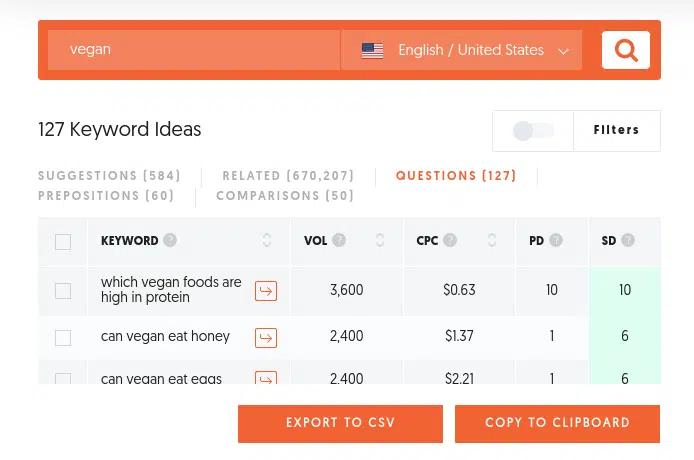 vegan
English / United States
127 Keyword Ideas
Filters
SUGGESTIONS (584)
RELATED (670,207)
QUESTIONS (127)
PREPOSITIONS (60)
COMPARISONS (50)
KEYWORD ? VOL ? CPC ? PD ? SD ?
which vegan foods are
high in protein 3,600 $0.63 10 10
can vegan eat honey 2,400 $1.37 1 6
can vegan eat eggs 2,400 $2.21 1 6
EXPORT TO CSV
COPY TO CLIPBOARD